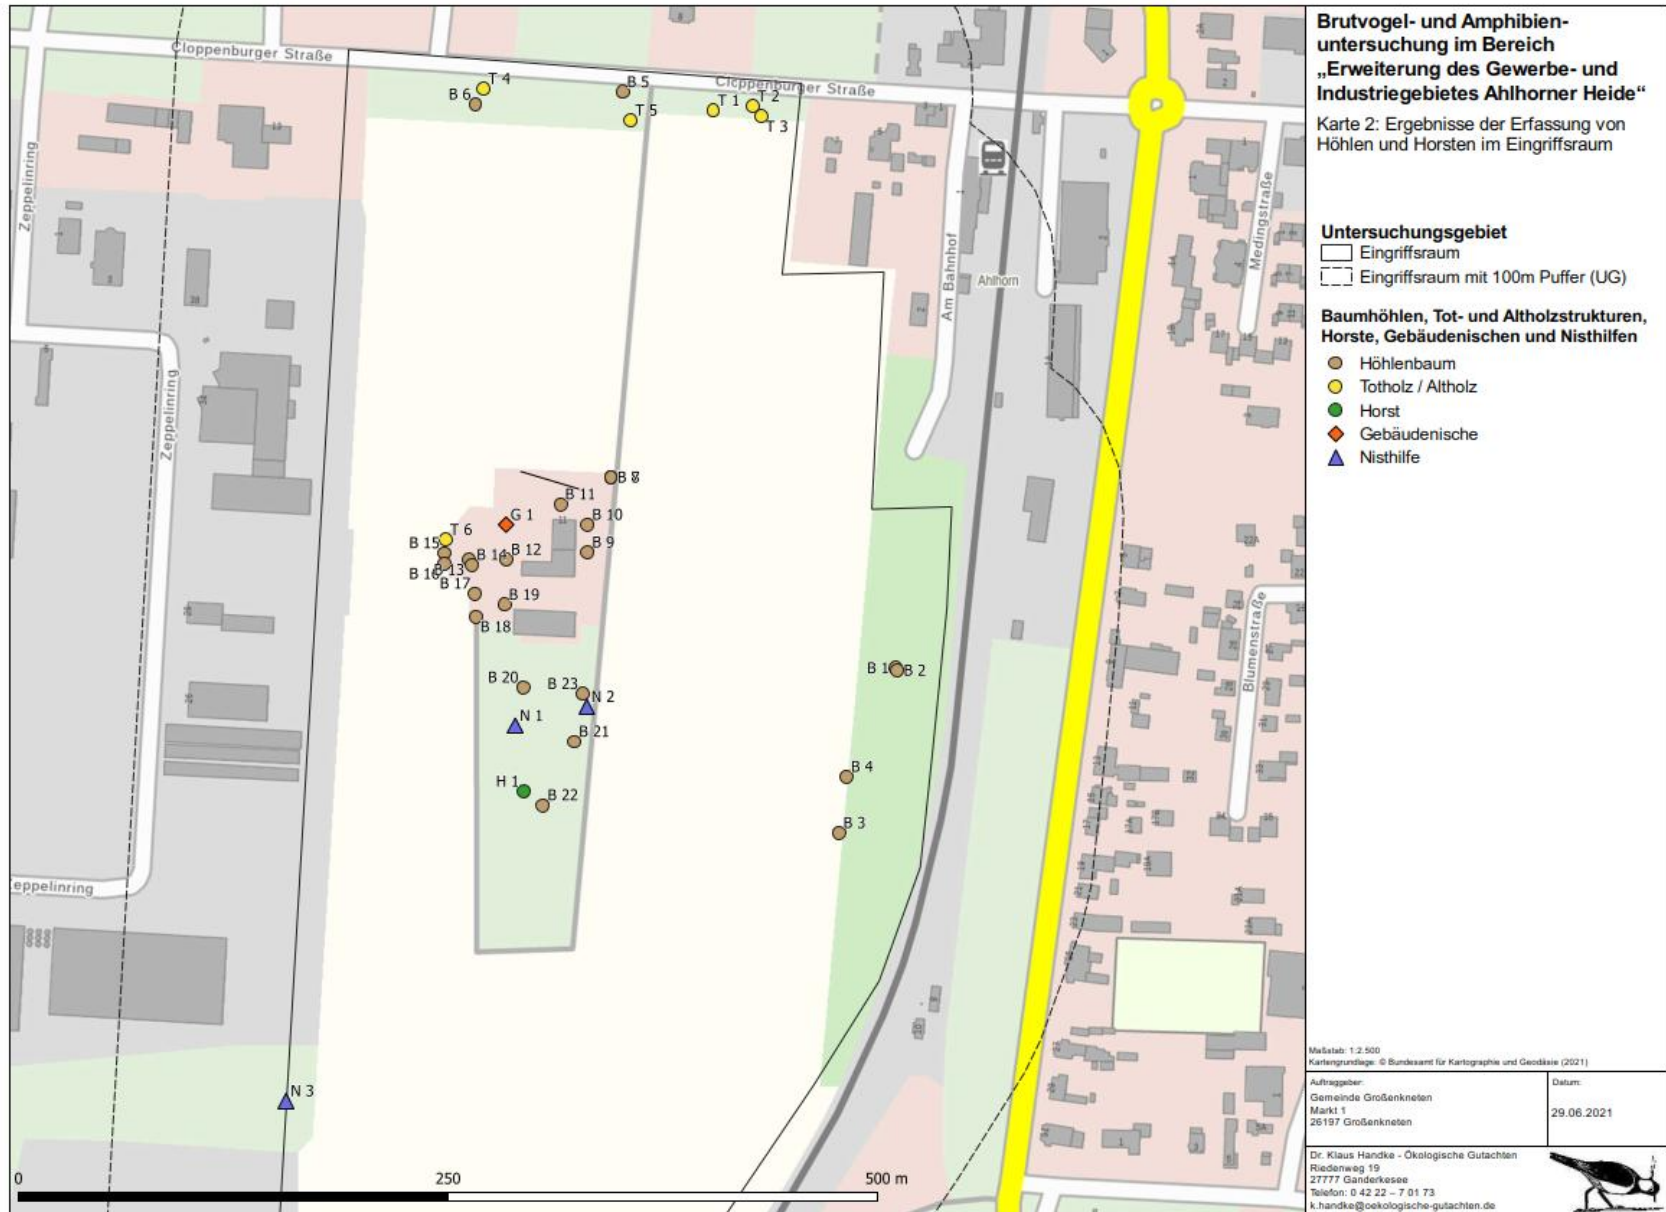 Brutvogel- und Amphibien-
untersuchung im Bereich
„Erweiterung des Gewerbe- und
Industriegebietes Ahlhorner Heide“
Karte 2: Ergebnisse der Erfassung von
Höhlen und Horsten im Eingriffsraum
Untersuchungsgebiet
Eingriffsraum
Eingriffsraum mit 100m Puffer (UG)
Baumhöhlen, Tot- und Altholzstrukturen,
Horste, Gebäudenischen und Nisthilfen
Höhlenbaum
Totholz / Altholz
Horst
Gebäudenische
Nisthilfe
Maßstab: 1:2.500
Kartengrundlage: © Bundesamt für Kartographie und Geodäsie (2021)
Auftraggeber:
Gemeinde Großenkneten
Markt 1
26197 Großenkneten
Datum:
29.06.2021
Dr. Klaus Handke - Ökologische Gutachten
Riedenweg 19
27777 Ganderkesee
Telefon: 0 42 22 – 7 01 73
k.handke@oekologische-gutachten.de
Cloppenburger Straße
Cloppenburger Straße
Zeppelinring
Zeppelinring
Zeppelinring
Am Bahnhof
Ahlhorn
Medingstraße
Blumenstraße
T 4
B 6
B 5
T 5
T 1
T 2
T 3
B 8
B 11
B 10
B 9
G 1
T 6
B 15
B 14
B 12
B 13
B 16
B 17
B 19
B 18
B 20
B 23
N 2
N 1
B 21
H 1
B 22
B 1
B 2
B 4
B 3
N 3
0
250
500 m